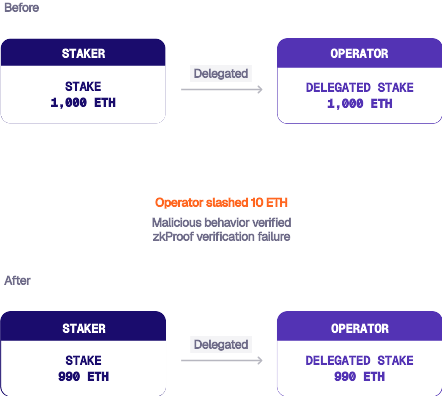 Before
STAKER
STAKE
1,000 ETH
Delegated
OPERATOR
DELEGATED STAKE
1,000 ETH
Operator slashed 10 ETH
Malicious behavior verified
zkProof verification failure
After
STAKER
STAKE
990 ETH
Delegated
OPERATOR
DELEGATED STAKE
990 ETH